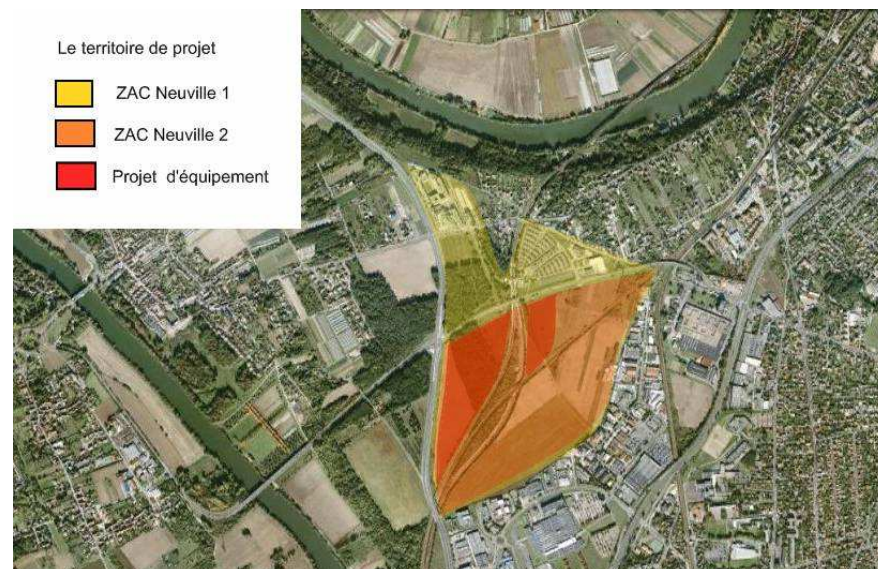 Le territoire de projet
ZAC Neuville 1
ZAC Neuville 2
Projet d'équipement